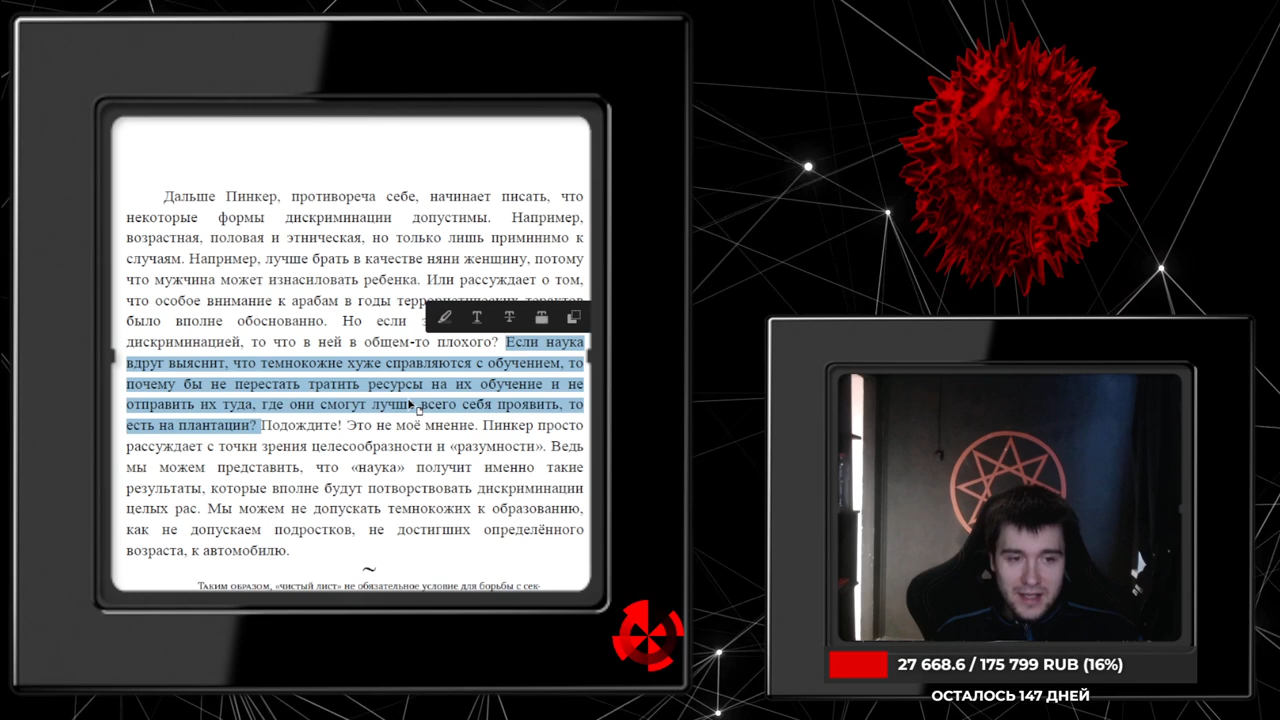 Дальше Пинкер, противореча себе, начинает писать, что
некоторые формы дискриминации допустимы. Например,
возрастная, половая и этническая, но только лишь приминимо к
случаям. Например, лучше брать в качестве няни женщину, потому
что мужчина может изнасиловать ребенка. Или рассуждает о том,
что особое внимание к арабам в годы террористических терактов
было вполне обоснованно. Но если
дискриминацией, то что в ней в общем-то плохого? Если наука
вдруг выяснит, что темнокожие хуже справляются с обучением, то
почему бы не перестать тратить ресурсы на их обучение и не
отправить их туда, где они смогут лучше всего себя проявить, то
есть на плантации? Подождите! Это не моё мнение. Пинкер просто
рассуждает с точки зрения целесообразности и «разумности». Ведь
мы можем представить, что «наука» получит именно такие
результаты, которые вполне будут потворствовать дискриминации
целых рас. Мы можем не допускать темнокожих к образованию,
как не допускаем подростков, не достигших определённого
возраста, к автомобилю.
~
Таким образом, «чистый лист» не обязательное условие для борьбы с сек-
27 668.6 / 175 799 RUB (16%)
ОСТАЛОСЬ 147 ДНЕЙ